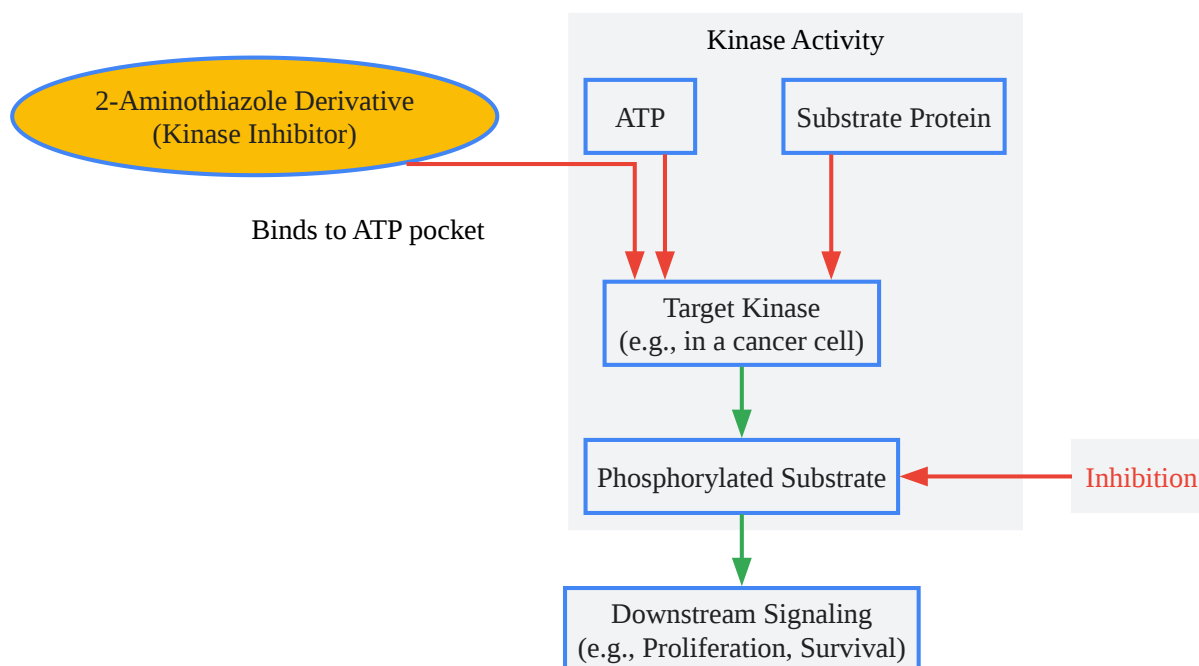 Kinase Activity
2-Aminothiazole Derivative
(Kinase Inhibitor)
ATP
Substrate Protein
Binds to ATP pocket
Target Kinase
(e.g., in a cancer cell)
Phosphorylated Substrate
Inhibition
Downstream Signaling
(e.g., Proliferation, Survival)